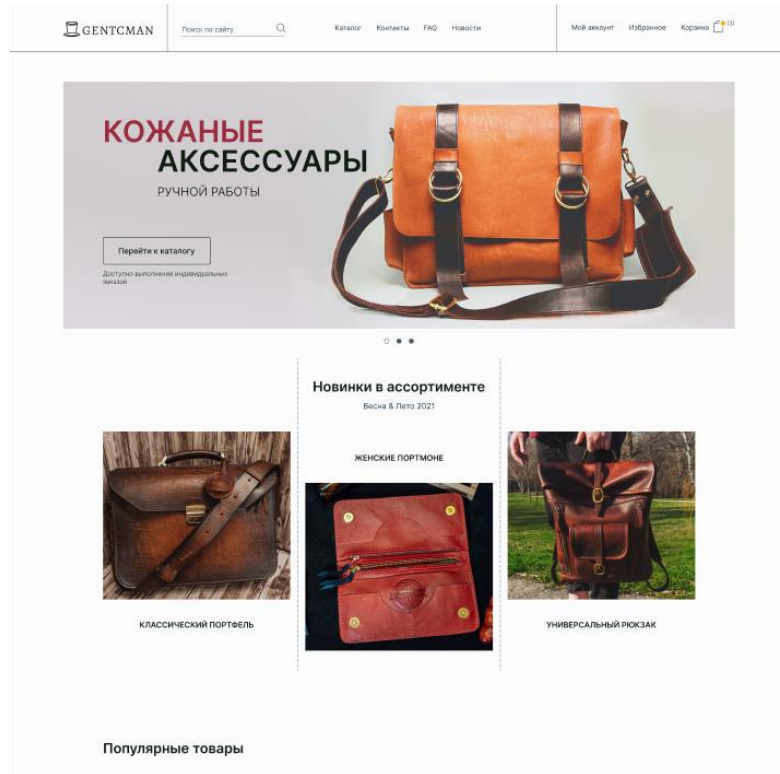 GENTCMAN
Поиск по сайту
Каталог Контакты FAQ Новости
Мой аккаунт Избранное Корзина (3)
КОЖАНЫЕ
АКСЕССУАРЫ
РУЧНОЙ РАБОТЫ
Перейти к каталогу
Доступно выполнение индивидуальных
заказов
Новинки в ассортименте
Весна & Лето 2021
ЖЕНСКИЕ ПОРТМОНЕ
КЛАССИЧЕСКИЙ ПОРТФЕЛЬ
УНИВЕРСАЛЬНЫЙ РЮКЗАК
Популярные товары